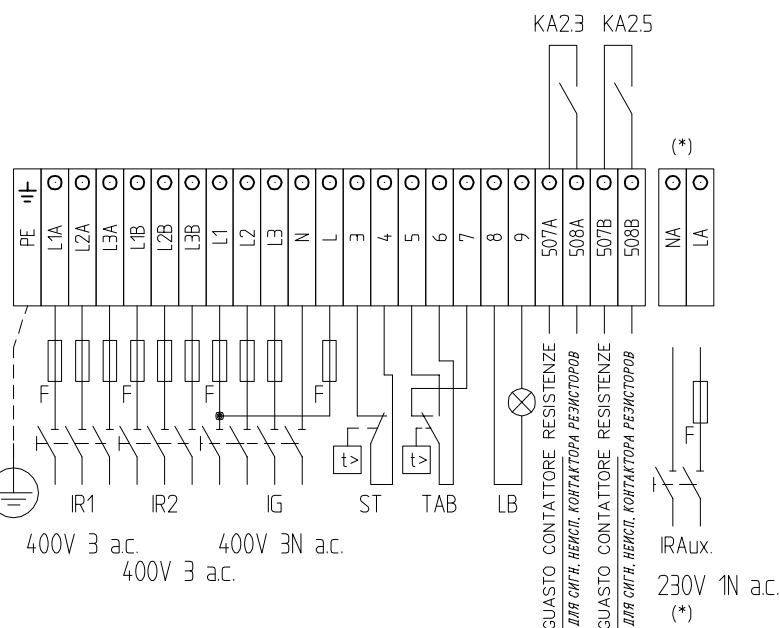 KA2.3 KA2.5
(*)
PE L1A L2A L3A L1B L2B L3B L1 L2 L3 N L 3 4 5 6 7 8 9 507A 508A 507B 508B NA LA
F F F F F
t> t>
IR1 IR2 IG ST TAB LB IRAux.
400V 3 a.c. 400V 3N a.c.
400V 3 a.c.
230V 1N a.c.
(*)
GUASTO CONTATTORE RESISTENZE
ДЛЯ СИГН. НЕИСП. КОНТАКТОРА РЕЗИСТОРОВ
GUASTO CONTATTORE RESISTENZE
ДЛЯ СИГН. НЕИСП. КОНТАКТОРА РЕЗИСТОРОВ